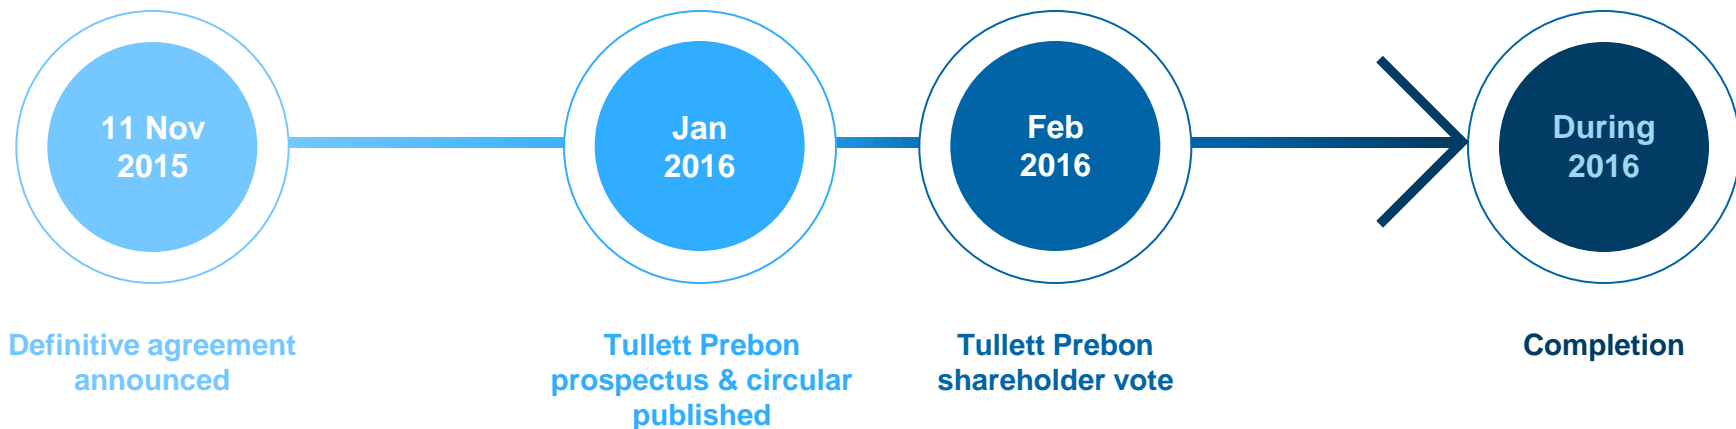 11 Nov
2015
Jan
2016
Feb
2016
During
2016
Definitive agreement
announced
Tullett Prebon
prospectus & circular
published
Tullett Prebon
shareholder vote
Completion